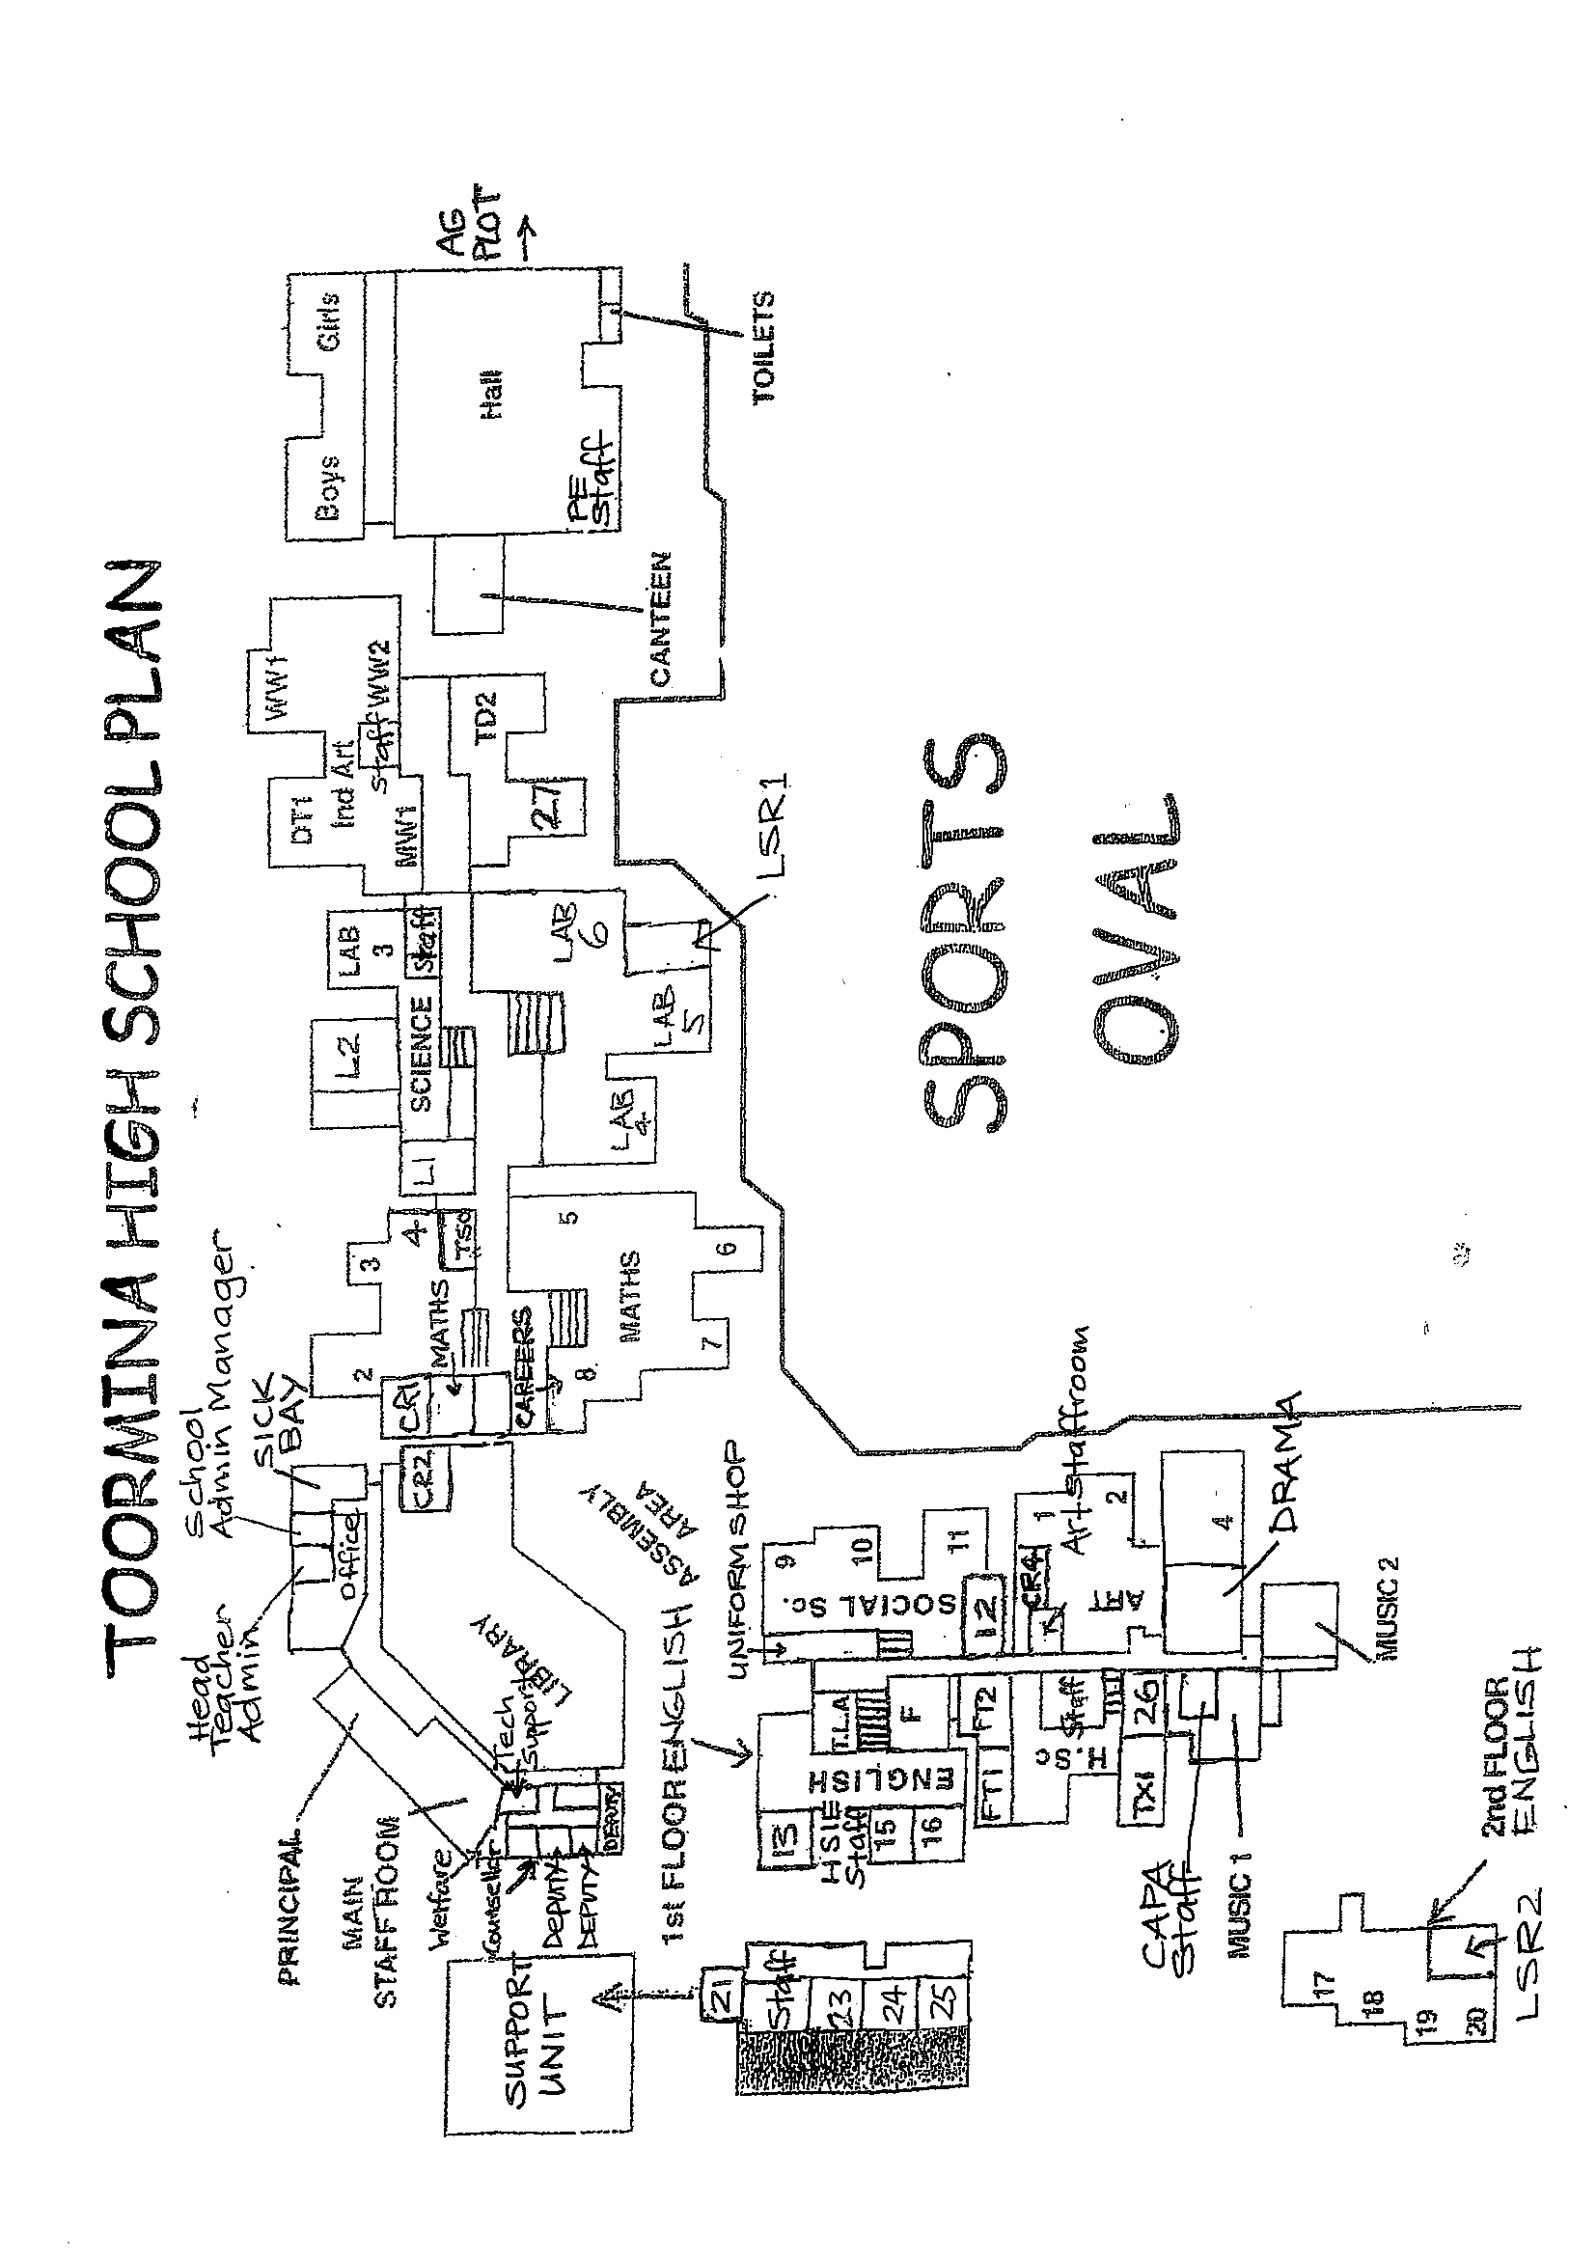 TOORMINA HIGH SCHOOL PLAN
School
Admin Manager
SICK
BAY
Head
Teacher
Admin
PRINCIPAL
MAIN
STAFFROOM
Welfare
Counsellor
DEPUTY
DEPUTY
DEPUTY
Tech
Support
LIBRARY
Office
CR2
CR1
2
3
4
TSO
MATHS
CAREERS
8
MATHS
5
6
7
L1
L2
SCIENCE
LAB
3
Staff
LAB
4
LAB
5
LAB
6
LSR1
DT1
Ind Art
Staff
MW1
WW1
WW2
TD2
27
CANTEEN
Boys
Girls
Hall
PE
Staff
TOILETS
AG
PLOT
SPORTS
OVAL
ASSEMBLY
AREA
SUPPORT
UNIT
21
Staff
23
24
25
1st FLOOR ENGLISH
UNIFORM SHOP
9
10
11
SOCIAL Sc.
12
T.L.A
F
ENGLISH
13
HSIE
Staff
15
16
FT2
FT1
CR4
1
2
Art Staffroom
ART
Staff
H.Sc
26
TX1
4
DRAMA
MUSIC 2
CAPA
Staff
MUSIC 1
17
18
19
20
2nd FLOOR
ENGLISH
LSR2